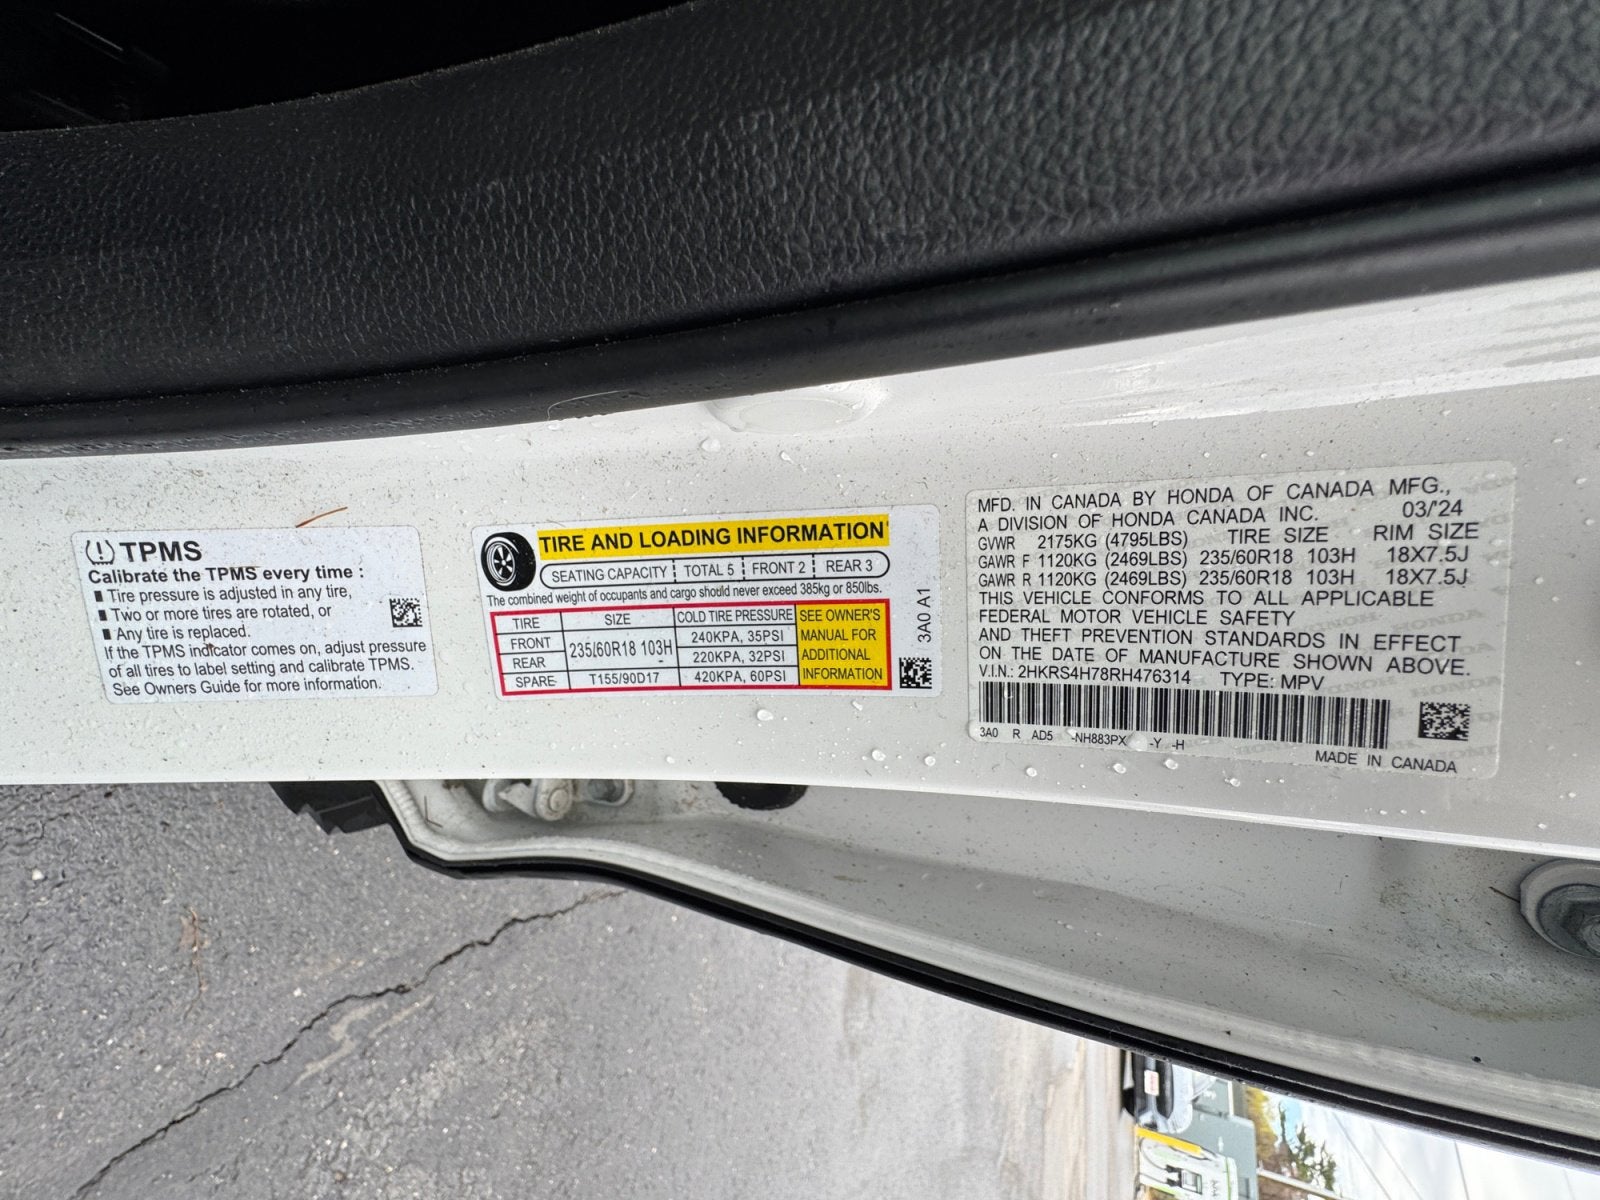 TPMS
Calibrate the TPMS every time :
■ Tire pressure is adjusted in any tire,
■ Two or more tires are rotated, or
■ Any tire is replaced.
If the TPMS indicator comes on, adjust pressure
of all tires to label setting and calibrate TPMS.
See Owners Guide for more information.
TIRE AND LOADING INFORMATION
SEATING CAPACITY TOTAL 5 FRONT 2 REAR 3
The combined weight of occupants and cargo should never exceed 385kg or 850lbs.
TIRE SIZE COLD TIRE PRESSURE
FRONT 235/60R18 103H 240KPA, 35PSI
REAR 220KPA, 32PSI
SPARE T155/90D17 420KPA, 60PSI
SEE OWNER'S
MANUAL FOR
ADDITIONAL
INFORMATION
3A0 A1
MFD. IN CANADA BY HONDA OF CANADA MFG.,
A DIVISION OF HONDA CANADA INC. 03/'24
GVWR 2175KG (4795LBS) TIRE SIZE RIM SIZE
GAWR F 1120KG (2469LBS) 235/60R18 103H 18X7.5J
GAWR R 1120KG (2469LBS) 235/60R18 103H 18X7.5J
THIS VEHICLE CONFORMS TO ALL APPLICABLE
FEDERAL MOTOR VEHICLE SAFETY
AND THEFT PREVENTION STANDARDS IN EFFECT
ON THE DATE OF MANUFACTURE SHOWN ABOVE.
V.I.N.: 2HKRS4H78RH476314 TYPE: MPV
3A0 R AD5 -NH883PX -Y -H
MADE IN CANADA